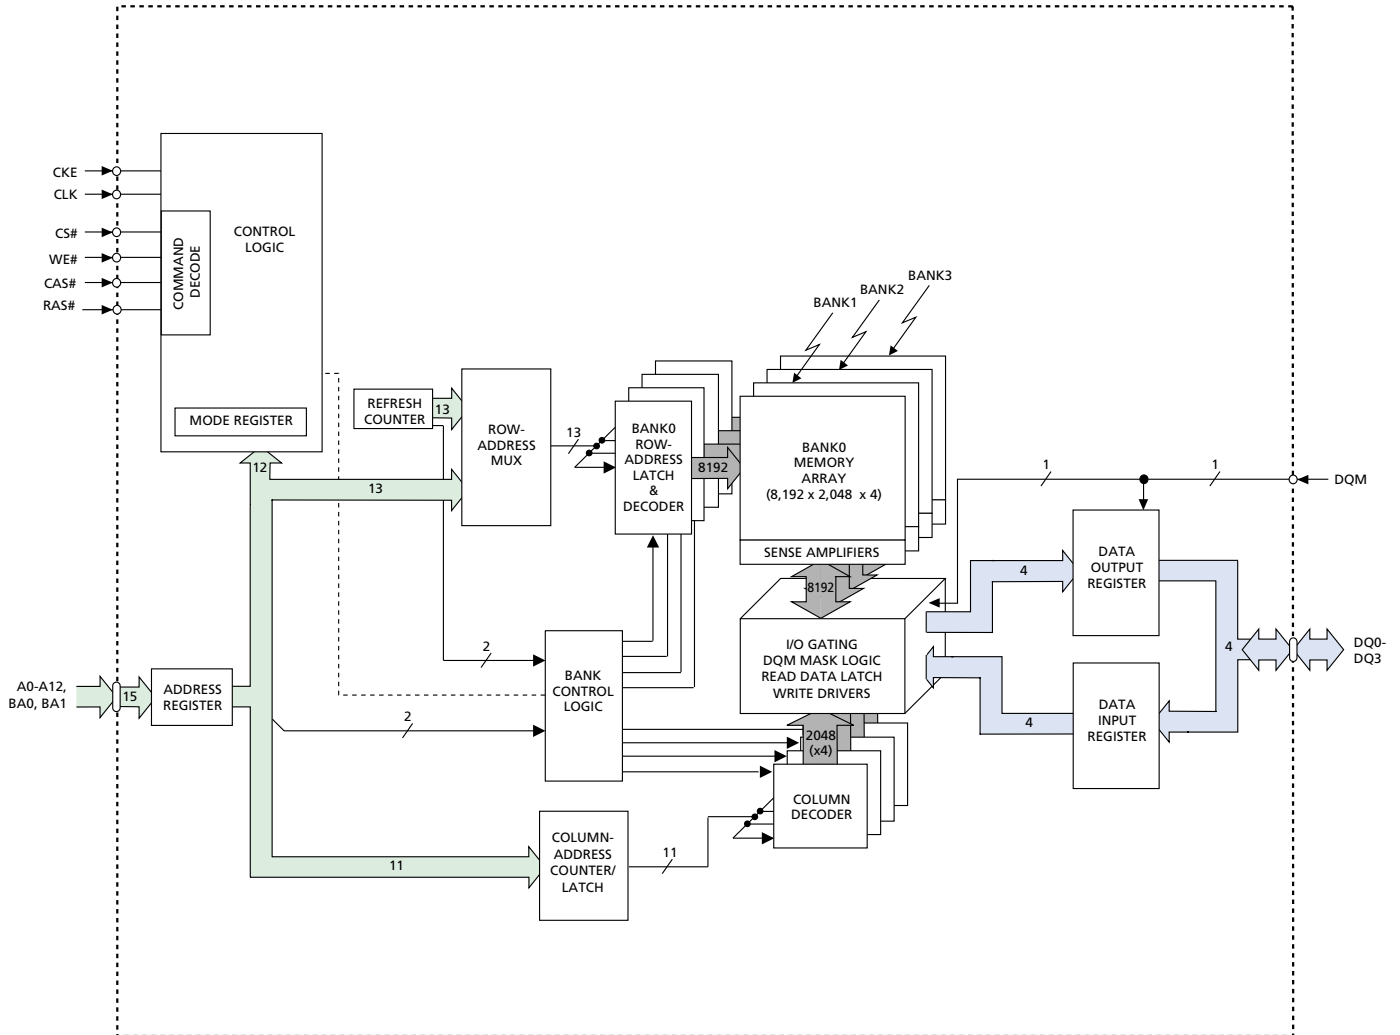 CKE
CLK
CS#
WE#
CAS#
RAS#
COMMAND
DECODE
CONTROL
LOGIC
MODE REGISTER
12
REFRESH
COUNTER
13
13
ROW-
ADDRESS
MUX
13
BANK0
ROW-
ADDRESS
LATCH
&
DECODER
8192
BANK1
BANK2
BANK3
BANK0
MEMORY
ARRAY
(8,192 x 2,048 x 4)
SENSE AMPLIFIERS
8192
I/O GATING
DQM MASK LOGIC
READ DATA LATCH
WRITE DRIVERS
2048
(x4)
COLUMN
DECODER
1
1
DQM
DATA
OUTPUT
REGISTER
4
4
DQ0-
DQ3
DATA
INPUT
REGISTER
4
A0-A12,
BA0, BA1
15
ADDRESS
REGISTER
2
2
BANK
CONTROL
LOGIC
11
COLUMN-
ADDRESS
COUNTER/
LATCH
11